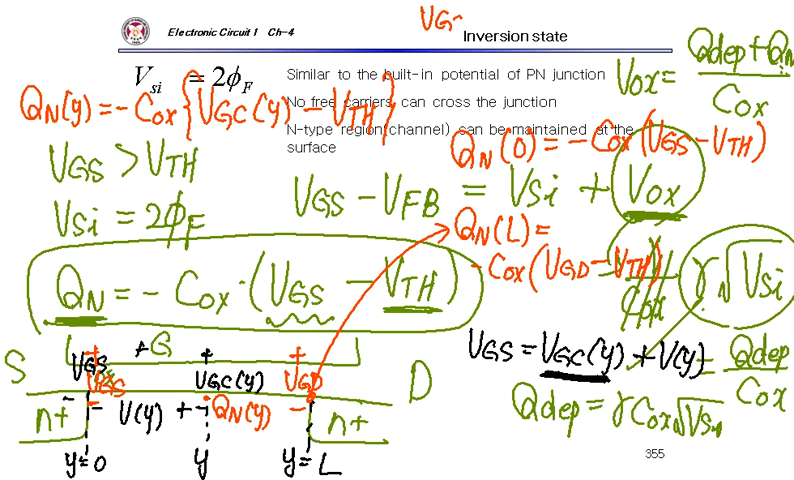 VG-
Electronic Circuit 1 Ch-4
Inversion state
V_si = 2φ_F
Similar to the built-in potential of PN junction
No free carriers can cross the junction
N-type region(channel) can be maintained at the
surface
Vox = (Qdep + QN) / Cox
QN(y) = - Cox {VGC(y) - VTH}
QN(0) = - Cox (VGS - VTH)
VGS > VTH
VGS - VFB = VSi + Vox
VSi = 2φF
QN(L) =
- Cox (VGD - VTH)
Cox
γ√VSi
QN = - Cox · (VGS - VTH)
VGS = VGC(y) + V(y)
Qdep
Cox
Qdep = γ Cox √VSi
S
+ G
D
VGS
+
+
+
VGS
VGC(y)
VGD
n+
- V(y) +
- QN(y) -
n+
y=0
y
y=L
355